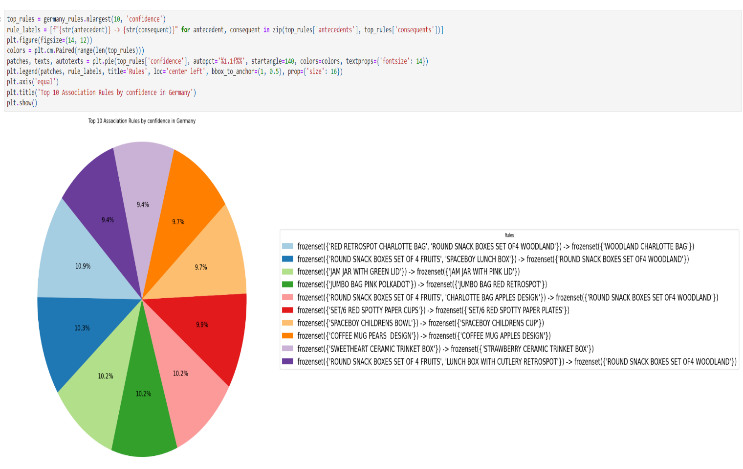 top_rules = germany_rules.nlargest(10, 'confidence')
rule_labels = [f"{str(antecedent)} -> {str(consequent)}" for antecedent, consequent in zip(top_rules['antecedents'], top_rules['consequents'])]
plt.figure(figsize=(14, 12))
colors = plt.cm.Paired(range(len(top_rules)))
patches, texts, autotexts = plt.pie(top_rules['confidence'], autopct='%1.1f%%', startangle=140, colors=colors, textprops={'fontsize': 14})
plt.legend(patches, rule_labels, title='Rules', loc='center left', bbox_to_anchor=(1, 0.5), prop={'size': 16})
plt.axis('equal')
plt.title('Top 10 Association Rules by confidence in Germany')
plt.show()
Top 10 Association Rules by confidence in Germany
9.4%
9.4%
9.7%
10.9%
9.7%
10.3%
9.9%
10.2%
10.2%
10.2%
Rules
frozenset({'RED RETROSPOT CHARLOTTE BAG', 'ROUND SNACK BOXES SET OF4 WOODLAND'}) -> frozenset({'WOODLAND CHARLOTTE BAG'})
frozenset({'ROUND SNACK BOXES SET OF 4 FRUITS', 'SPACEBOY LUNCH BOX'}) -> frozenset({'ROUND SNACK BOXES SET OF4 WOODLAND'})
frozenset({'JAM JAR WITH GREEN LID'}) -> frozenset({'JAM JAR WITH PINK LID'})
frozenset({'JUMBO BAG PINK POLKADOT'}) -> frozenset({'JUMBO BAG RED RETROSPOT'})
frozenset({'ROUND SNACK BOXES SET OF 4 FRUITS', 'CHARLOTTE BAG APPLES DESIGN'}) -> frozenset({'ROUND SNACK BOXES SET OF4 WOODLAND'})
frozenset({'SET/6 RED SPOTTY PAPER CUPS'}) -> frozenset({'SET/6 RED SPOTTY PAPER PLATES'})
frozenset({'SPACEBOY CHILDRENS BOWL'}) -> frozenset({'SPACEBOY CHILDRENS CUP'})
frozenset({'COFFEE MUG PEARS DESIGN'}) -> frozenset({'COFFEE MUG APPLES DESIGN'})
frozenset({'SWEETHEART CERAMIC TRINKET BOX'}) -> frozenset({'STRAWBERRY CERAMIC TRINKET BOX'})
frozenset({'ROUND SNACK BOXES SET OF 4 FRUITS', 'LUNCH BOX WITH CUTLERY RETROSPOT'}) -> frozenset({'ROUND SNACK BOXES SET OF4 WOODLAND'})